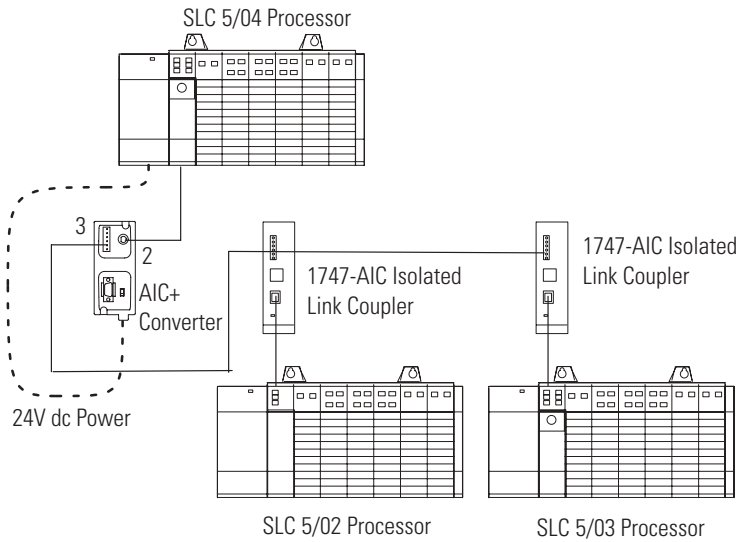 SLC 5/04 Processor
3
2
AIC+
Converter
1747-AIC Isolated
Link Coupler
1747-AIC Isolated
Link Coupler
24V dc Power
SLC 5/02 Processor
SLC 5/03 Processor